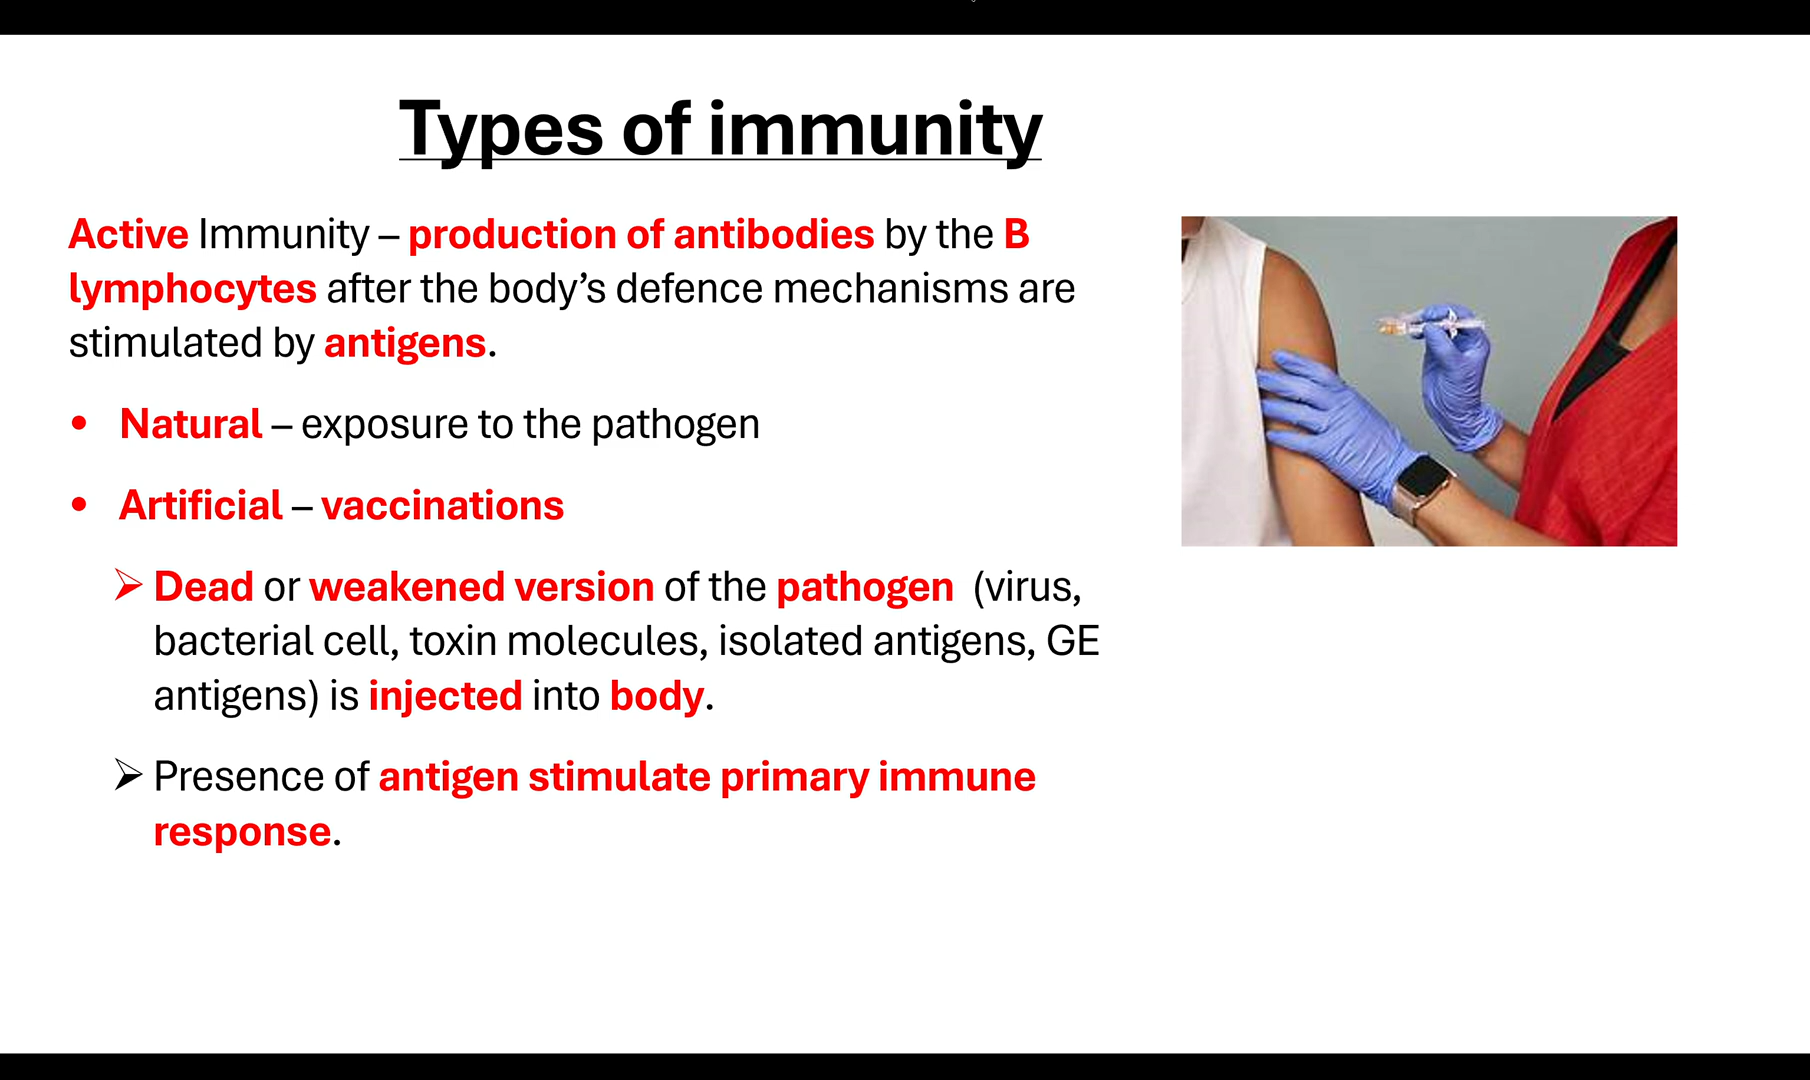 Types of immunity
Active Immunity – production of antibodies by the B
lymphocytes after the body’s defence mechanisms are
stimulated by antigens.
• Natural – exposure to the pathogen
• Artificial – vaccinations
➢ Dead or weakened version of the pathogen (virus,
bacterial cell, toxin molecules, isolated antigens, GE
antigens) is injected into body.
➢ Presence of antigen stimulate primary immune
response.